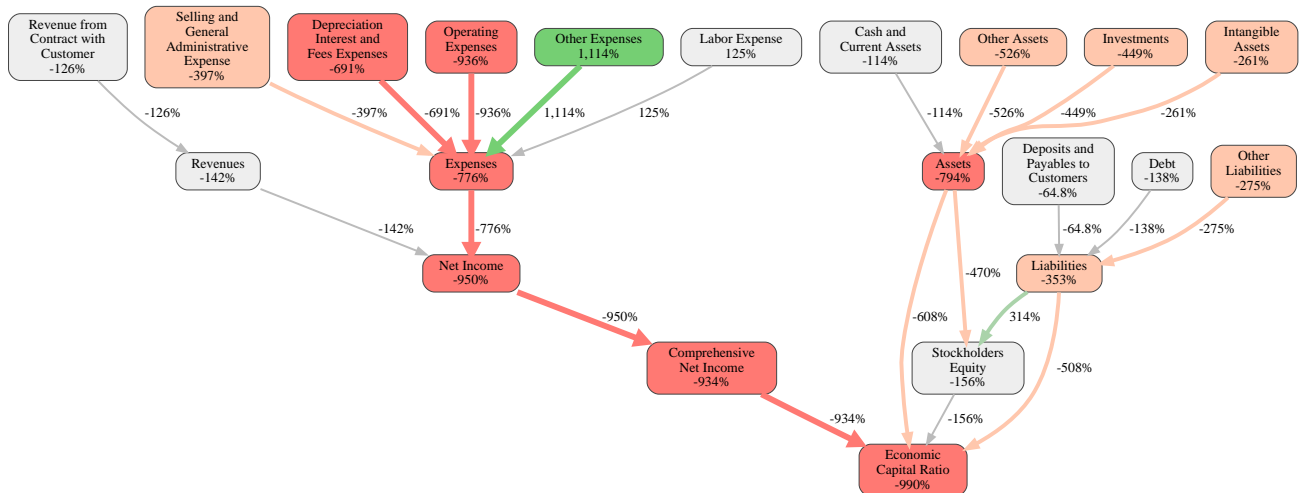 Revenue from
Contract with
Customer
-126%
Selling and
General
Administrative
Expense
-397%
Depreciation
Interest and
Fees Expenses
-691%
Operating
Expenses
-936%
Other Expenses
1,114%
Labor Expense
125%
Cash and
Current Assets
-114%
Other Assets
-526%
Investments
-449%
Intangible
Assets
-261%
-126%
-397%
-691%
-936%
1,114%
125%
-114%
-526%
-449%
-261%
Revenues
-142%
Expenses
-776%
Assets
-794%
Deposits and
Payables to
Customers
-64.8%
Debt
-138%
Other
Liabilities
-275%
-142%
-776%
-64.8%
-138%
-275%
Net Income
-950%
Liabilities
-353%
-470%
-950%
-608%
314%
Comprehensive
Net Income
-934%
Stockholders
Equity
-156%
-508%
-934%
-156%
Economic
Capital Ratio
-990%